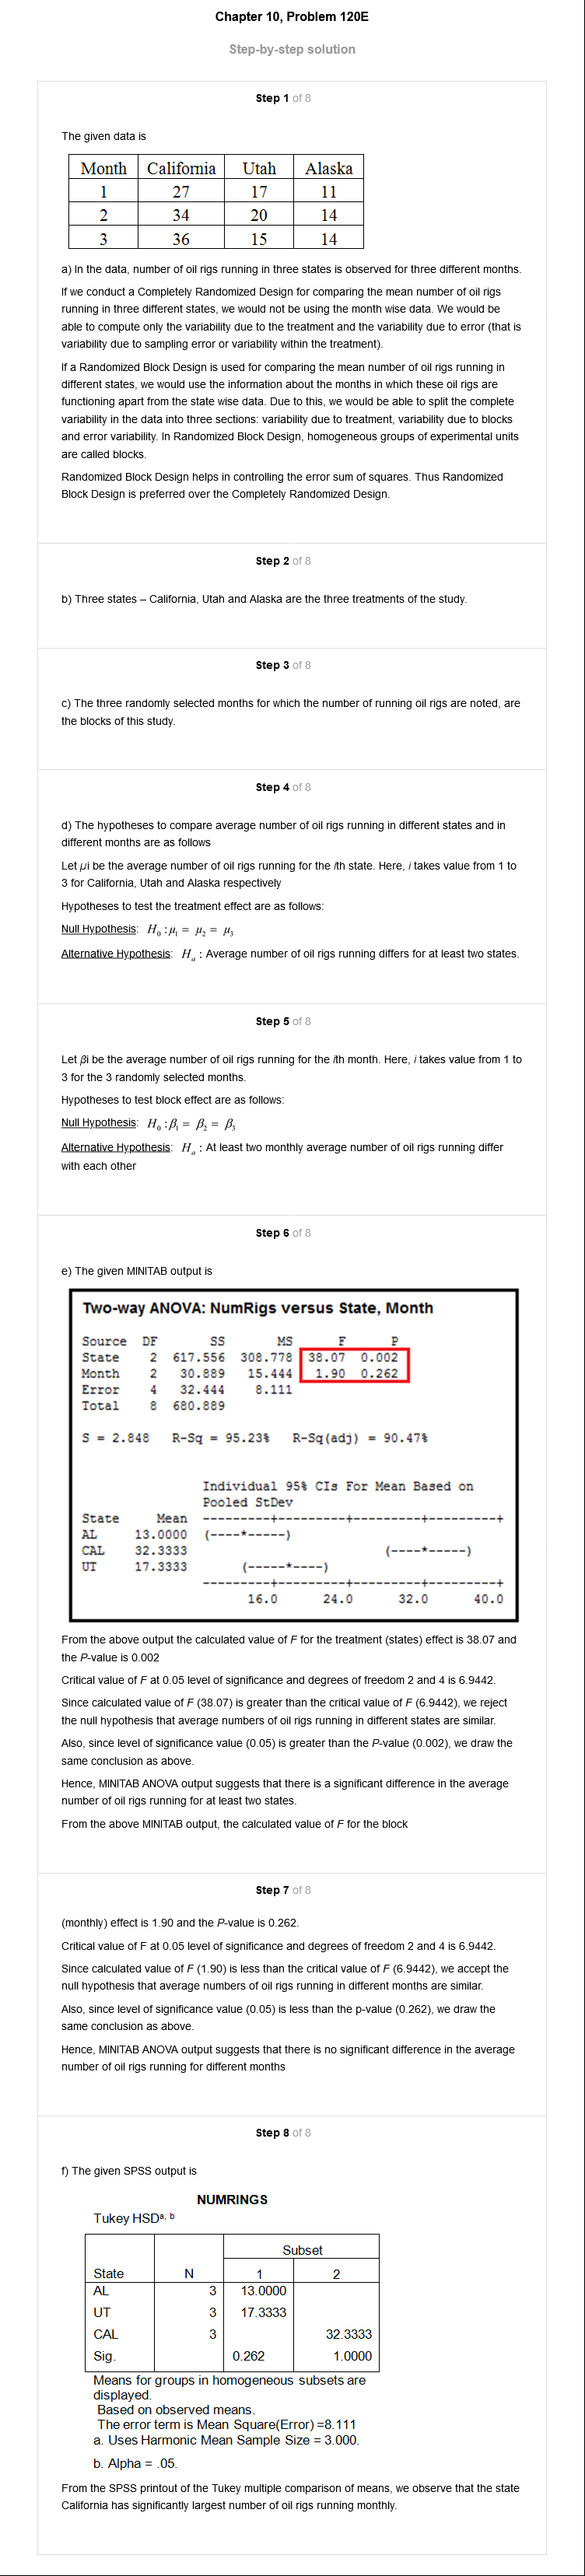 Chapter 10, Problem 120E
Step-by-step solution
Step 1 of 8
The given data is
Month California Utah Alaska
1 27 17 11
2 34 20 14
3 36 15 14
a) In the data, number of oil rigs running in three states is observed for three different months.
If we conduct a Completely Randomized Design for comparing the mean number of oil rigs
running in three different states, we would not be using the month wise data. We would be
able to compute only the variability due to the treatment and the variability due to error (that is
variability due to sampling error or variability within the treatment).
If a Randomized Block Design is used for comparing the mean number of oil rigs running in
different states, we would use the information about the months in which these oil rigs are
functioning apart from the state wise data. Due to this, we would be able to split the complete
variability in the data into three sections: variability due to treatment, variability due to blocks
and error variability. In Randomized Block Design, homogeneous groups of experimental units
are called blocks.
Randomized Block Design helps in controlling the error sum of squares. Thus Randomized
Block Design is preferred over the Completely Randomized Design.
Step 2 of 8
b) Three states – California, Utah and Alaska are the three treatments of the study.
Step 3 of 8
c) The three randomly selected months for which the number of running oil rigs are noted, are
the blocks of this study.
Step 4 of 8
d) The hypotheses to compare average number of oil rigs running in different states and in
different months are as follows
Let μi be the average number of oil rigs running for the ith state. Here, i takes value from 1 to
3 for California, Utah and Alaska respectively
Hypotheses to test the treatment effect are as follows:
Null Hypothesis: H₀ : μ₁ = μ₂ = μ₃
Alternative Hypothesis: Hₐ : Average number of oil rigs running differs for at least two states.
Step 5 of 8
Let βi be the average number of oil rigs running for the ith month. Here, i takes value from 1 to
3 for the 3 randomly selected months.
Hypotheses to test block effect are as follows:
Null Hypothesis: H₀ : β₁ = β₂ = β₃
Alternative Hypothesis: Hₐ : At least two monthly average number of oil rigs running differ
with each other
Step 6 of 8
e) The given MINITAB output is
Two-way ANOVA: NumRigs versus State, Month
Source DF SS MS F P
State 2 617.556 308.778 38.07 0.002
Month 2 30.889 15.444 1.90 0.262
Error 4 32.444 8.111
Total 8 680.889
S = 2.848 R-Sq = 95.23% R-Sq(adj) = 90.47%
Individual 95% CIs For Mean Based on
Pooled StDev
State Mean ---------+---------+---------+---------+
AL 13.0000 (----*-----)
CAL 32.3333 (----*-----)
UT 17.3333 (-----*----)
---------+---------+---------+---------+
16.0 24.0 32.0 40.0
From the above output the calculated value of F for the treatment (states) effect is 38.07 and
the P-value is 0.002
Critical value of F at 0.05 level of significance and degrees of freedom 2 and 4 is 6.9442.
Since calculated value of F (38.07) is greater than the critical value of F (6.9442), we reject
the null hypothesis that average numbers of oil rigs running in different states are similar.
Also, since level of significance value (0.05) is greater than the P-value (0.002), we draw the
same conclusion as above.
Hence, MINITAB ANOVA output suggests that there is a significant difference in the average
number of oil rigs running for at least two states.
From the above MINITAB output, the calculated value of F for the block
Step 7 of 8
(monthly) effect is 1.90 and the P-value is 0.262.
Critical value of F at 0.05 level of significance and degrees of freedom 2 and 4 is 6.9442.
Since calculated value of F (1.90) is less than the critical value of F (6.9442), we accept the
null hypothesis that average numbers of oil rigs running in different months are similar.
Also, since level of significance value (0.05) is less than the p-value (0.262), we draw the
same conclusion as above.
Hence, MINITAB ANOVA output suggests that there is no significant difference in the average
number of oil rigs running for different months
Step 8 of 8
f) The given SPSS output is
NUMRINGS
Tukey HSDa, b
Subset
State N 1 2
AL 3 13.0000
UT 3 17.3333
CAL 3 32.3333
Sig. 0.262 1.0000
Means for groups in homogeneous subsets are
displayed.
Based on observed means.
The error term is Mean Square(Error) =8.111
a. Uses Harmonic Mean Sample Size = 3.000.
b. Alpha = .05.
From the SPSS printout of the Tukey multiple comparison of means, we observe that the state
California has significantly largest number of oil rigs running monthly.